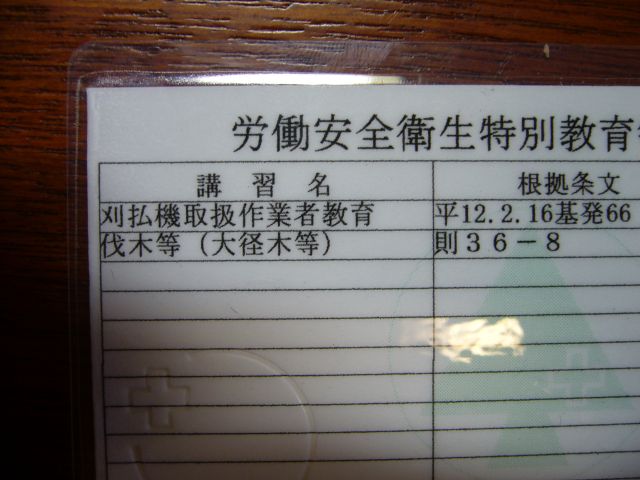 労働安全衛生特別教育
講習名 根拠条文
刈払機取扱作業者教育 平12.2.16基発66
伐木等（大径木等）則36－8